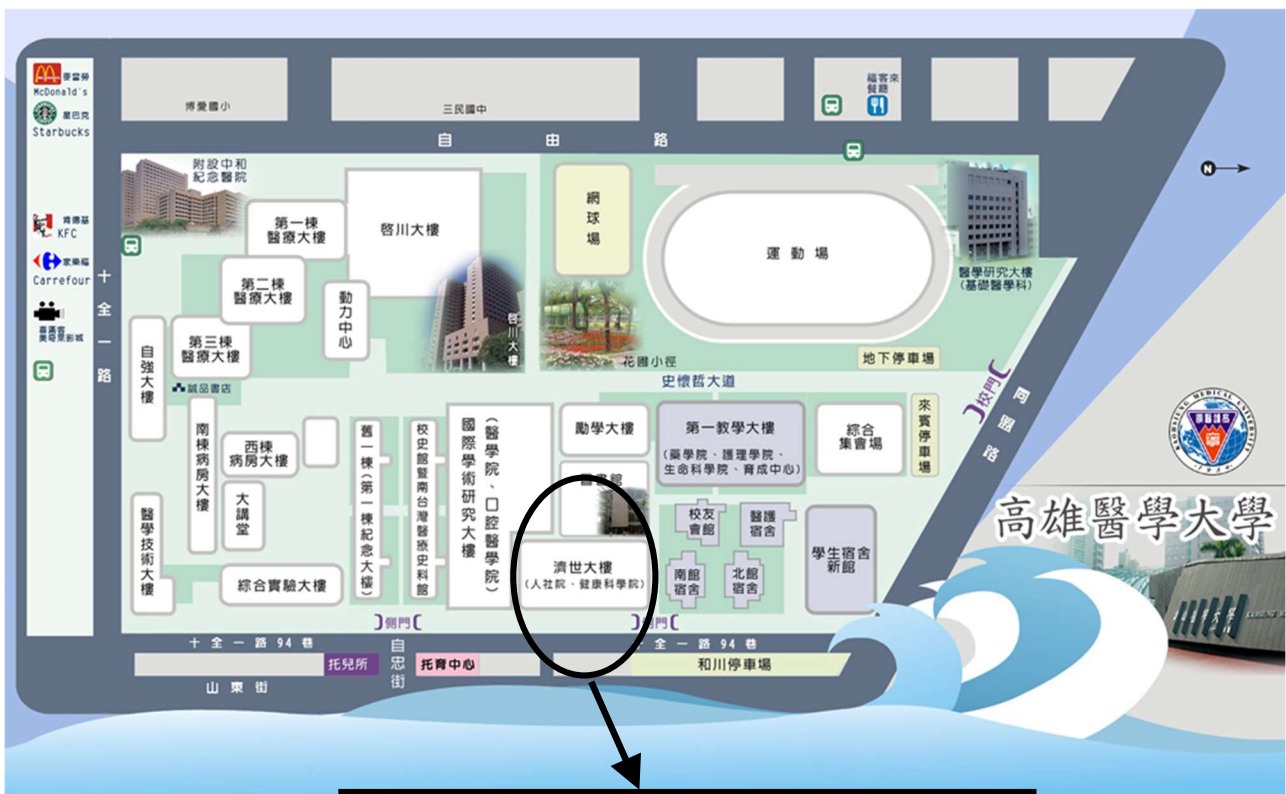 麥當勞
McDonald's
星巴克
Starbucks
肯德基
KFC
家樂福
Carrefour
喜滿客
美奇萊影城
十全一路
博愛國小
三民國中
福客來
餐廳
自由路
N
附設中和
紀念醫院
第一棟
醫療大樓
啓川大樓
網球場
運動場
醫學研究大樓
(基礎醫學科)
第二棟
醫療大樓
動力中心
啓川大樓
花圃小徑
自強大樓
第三棟
醫療大樓
地下停車場
誠品書店
史懷哲大道
校門
同盟路
南棟病房大樓
西棟
病房大樓
大講堂
舊一棟(第一棟紀念大樓)
校史館暨南台灣醫療史料館
國際學術研究大樓
(醫學院、口腔醫學院)
勵學大樓
第一教學大樓
(藥學院、護理學院、
生命科學院、育成中心)
綜合
集會場
來賓停車場
KAOHSIUNG MEDICAL UNIVERSITY
1954
高雄醫學大學
醫學技術大樓
綜合實驗大樓
濟世大樓
(人社院、健康科學院)
校友
會館
醫護
宿舍
南館
宿舍
北館
宿舍
學生宿舍
新館
側門
門
十全一路94巷
自忠街
全一路94巷
托兒所
托育中心
和川停車場
山東街